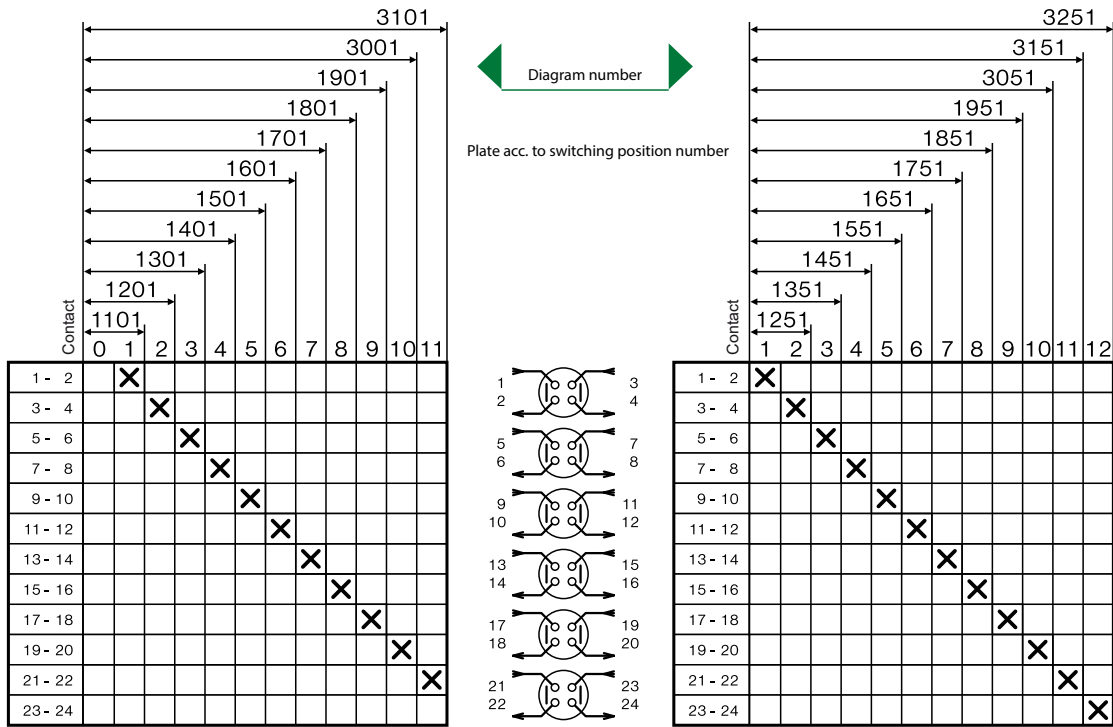 3101
3001
1901
1801
1701
1601
1501
1401
1301
1201
1101
Contact
0 1 2 3 4 5 6 7 8 9 10 11
1 - 2
3 - 4
5 - 6
7 - 8
9 - 10
11 - 12
13 - 14
15 - 16
17 - 18
19 - 20
21 - 22
23 - 24
Diagram number
Plate acc. to switching position number
1 3
2 4
5 7
6 8
9 11
10 12
13 15
14 16
17 19
18 20
21 23
22 24
3251
3151
3051
1951
1851
1751
1651
1551
1451
1351
1251
Contact
1 2 3 4 5 6 7 8 9 10 11 12
1 - 2
3 - 4
5 - 6
7 - 8
9 - 10
11 - 12
13 - 14
15 - 16
17 - 18
19 - 20
21 - 22
23 - 24